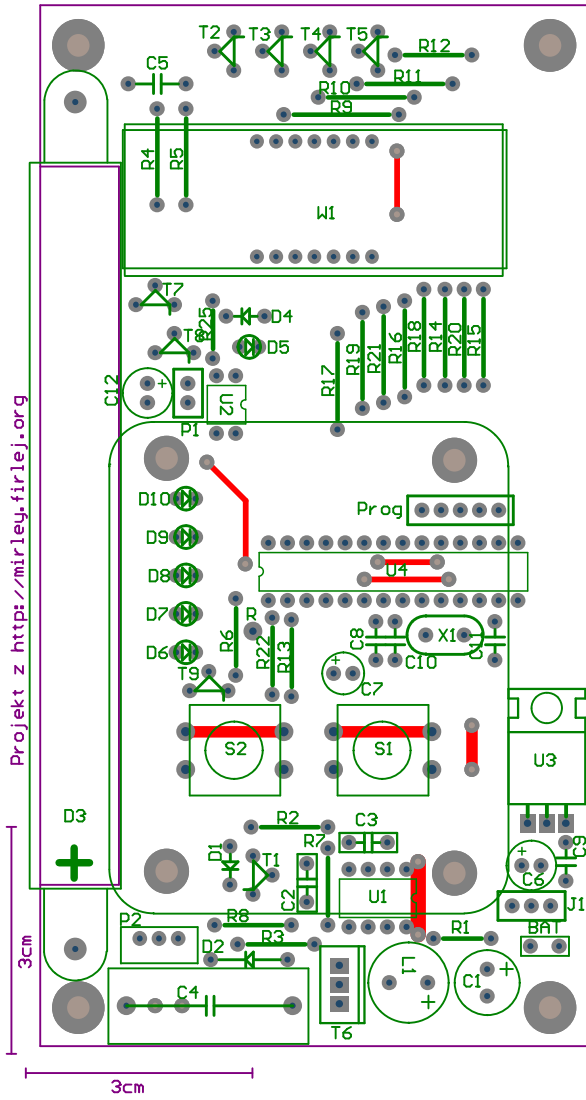 T2 T3 T4 T5
R12
C5
R11
R10
R9
R4 R5
W1
T7
R25 D4
T8 D5
R17 R19 R21 R16 R18 R14 R20 R15
C12 + P1 U2
Projekt z http://mirley.firlej.org
D10
Prog
D9
D8
U4
D7
R
R6 R22 R13
C8 X1 C11
D6
C10
T9
+
C7
S2 S1
U3
D3
+
R2 C3
D1 T1 R7
C9
+
C6
C2 U1
J1
P2 R8
BAT
D2 R3 R1
L1 +
C1 +
C4
T6
3cm
3cm